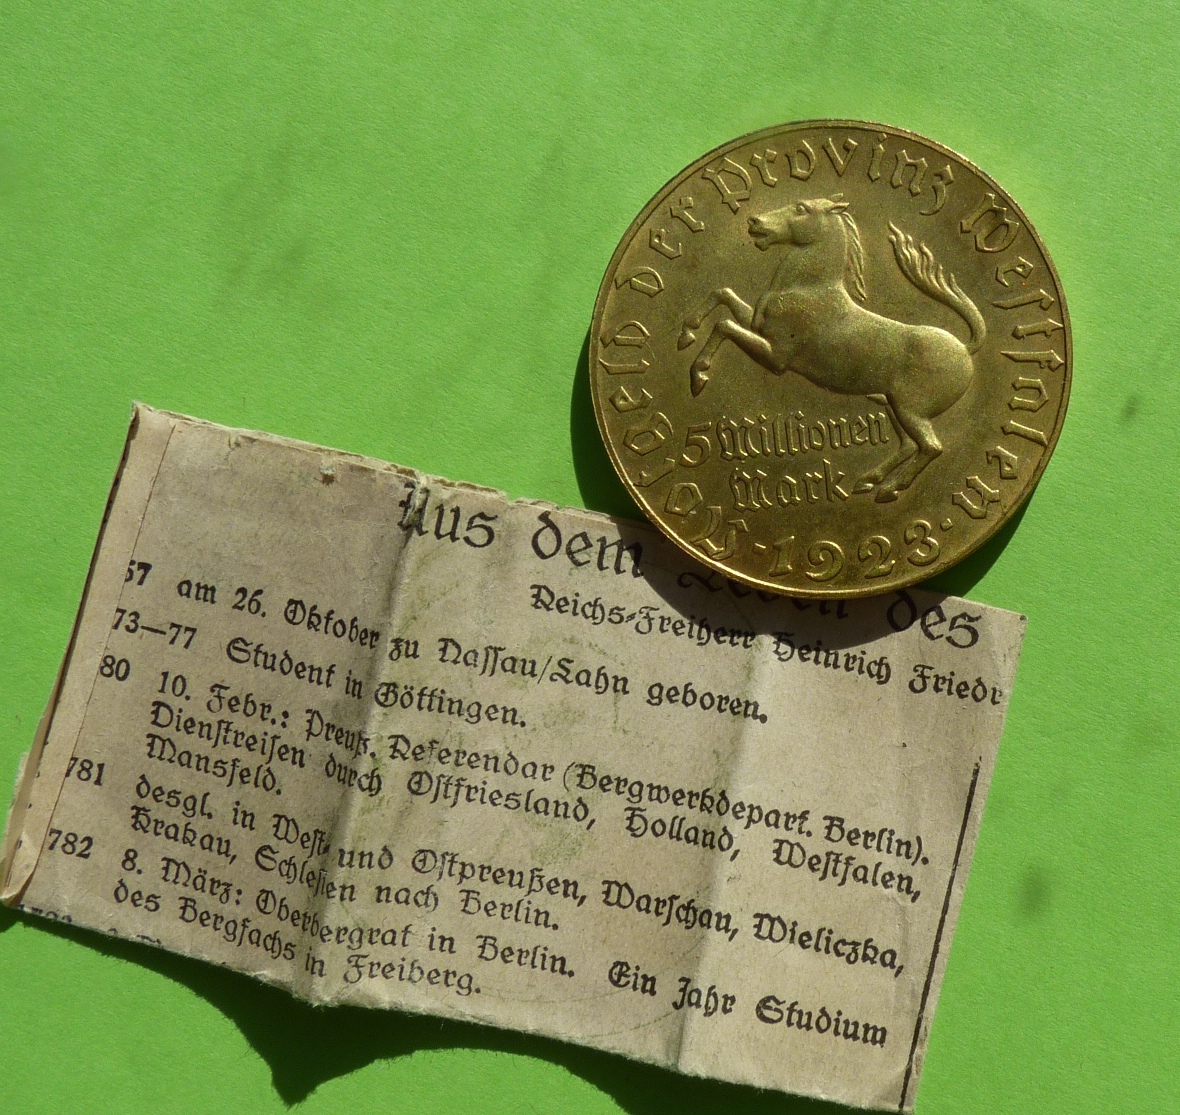 Notgeld der Provinz Westfalen
5 Millionen
Mark
·1923·
Aus dem Leben des
Reichs-Freiherr Heinrich Friedr
57 am 26. Oktober zu Nassau/Lahn geboren.
73—77 Student in Göttingen.
80 10. Febr.: Preuß. Referendar (Bergwerkdepart. Berlin).
Dienstreisen durch Ostfriesland, Holland, Westfalen,
Mansfeld.
781 desgl. in West- und Ostpreußen, Warschau, Wieliczka,
Krakau, Schlesien nach Berlin.
782 8. März: Oberbergrat in Berlin. Ein Jahr Studium
des Bergfachs in Freiberg.